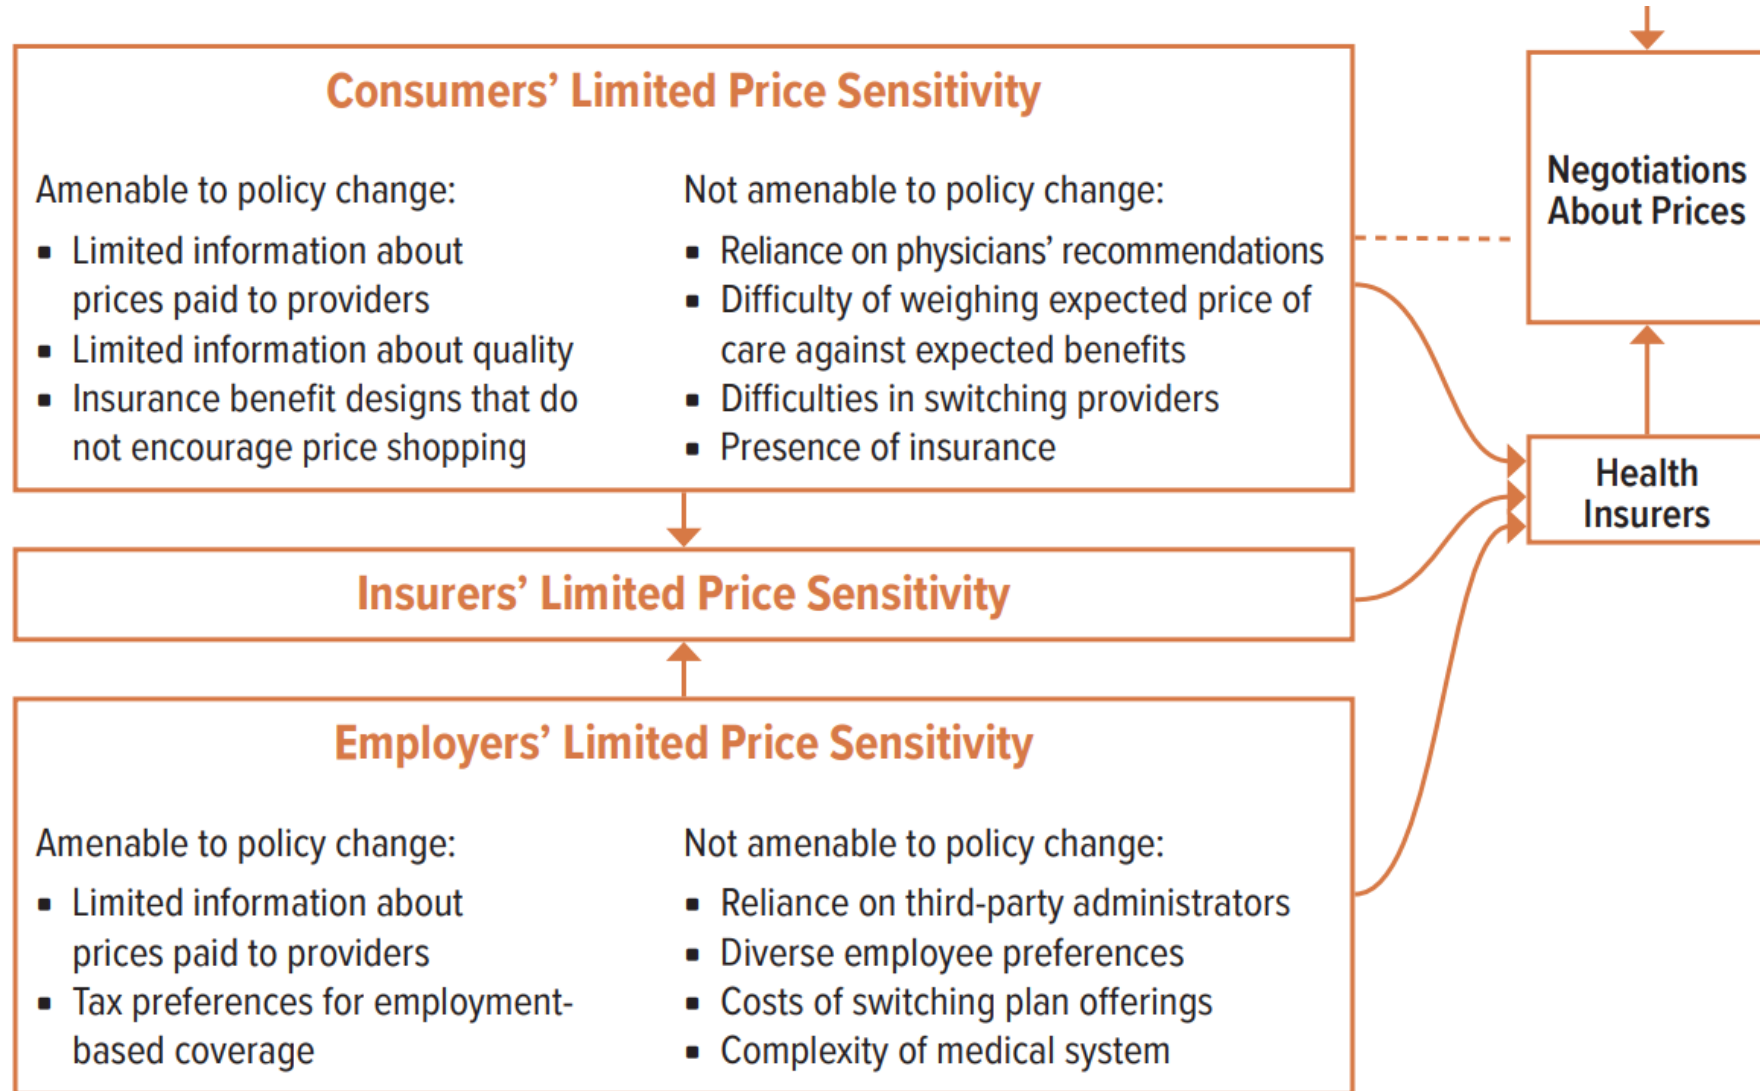 Consumers’ Limited Price Sensitivity
Amenable to policy change:
▪ Limited information about
prices paid to providers
▪ Limited information about quality
▪ Insurance benefit designs that do
not encourage price shopping
Not amenable to policy change:
▪ Reliance on physicians’ recommendations
▪ Difficulty of weighing expected price of
care against expected benefits
▪ Difficulties in switching providers
▪ Presence of insurance
Negotiations
About Prices
Health
Insurers
Insurers’ Limited Price Sensitivity
Employers’ Limited Price Sensitivity
Amenable to policy change:
▪ Limited information about
prices paid to providers
▪ Tax preferences for employment-
based coverage
Not amenable to policy change:
▪ Reliance on third-party administrators
▪ Diverse employee preferences
▪ Costs of switching plan offerings
▪ Complexity of medical system